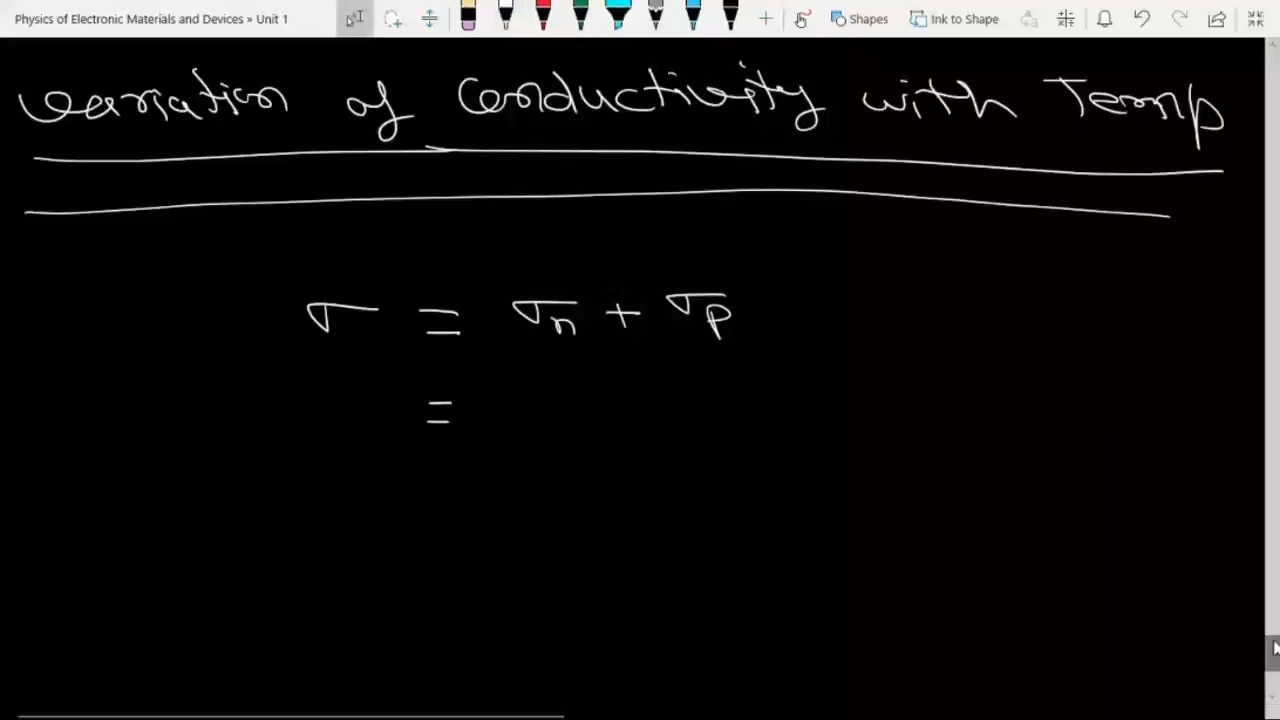 Physics of Electronic Materials and Devices » Unit 1
Shapes
Ink to Shape
variation of conductivity with Temp
σ = σn + σp
=